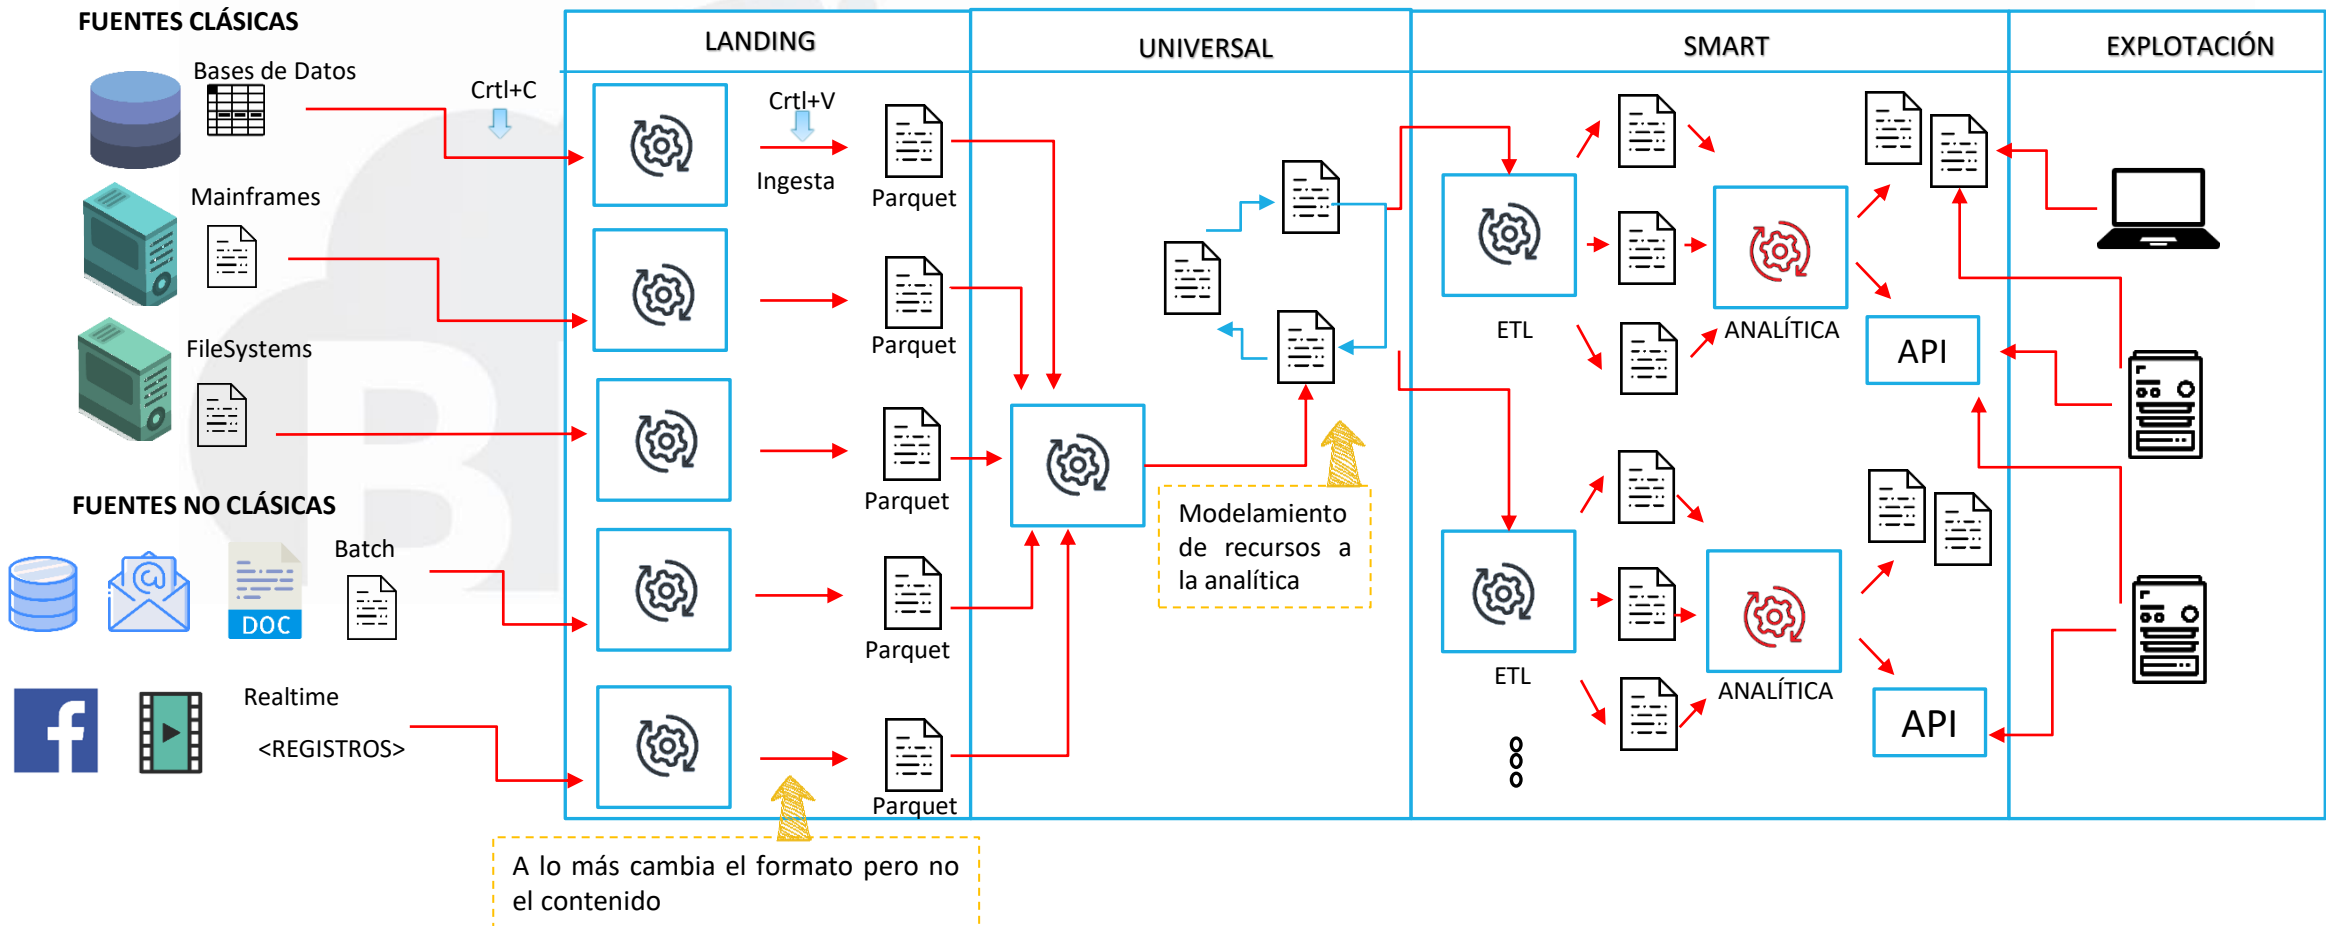 FUENTES CLÁSICAS
Bases de Datos
Crtl+C
Mainframes
FileSystems
FUENTES NO CLÁSICAS
Batch
DOC
Realtime
<REGISTROS>
LANDING
Crtl+V
Ingesta
Parquet
Parquet
Parquet
Parquet
Parquet
A lo más cambia el formato pero no
el contenido
UNIVERSAL
Modelamiento
de recursos a
la analítica
SMART
ETL
ANALÍTICA
API
ETL
ANALÍTICA
API
EXPLOTACIÓN